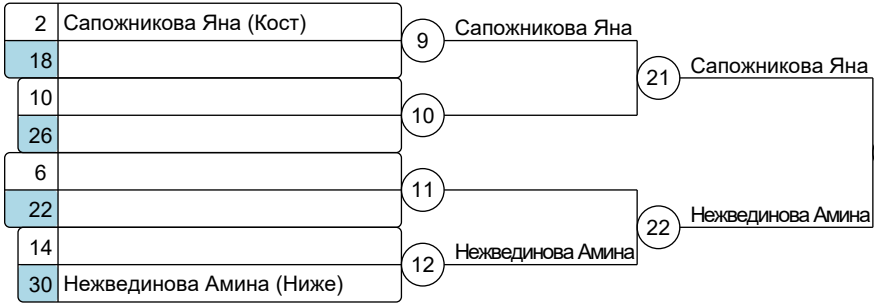 2 Сапожникова Яна (Кост)
9 Сапожникова Яна
18
21 Сапожникова Яна
10
10
26
6
11
22
22 Нежвединова Амина
14
12 Нежвединова Амина
30 Нежвединова Амина (Ниже)